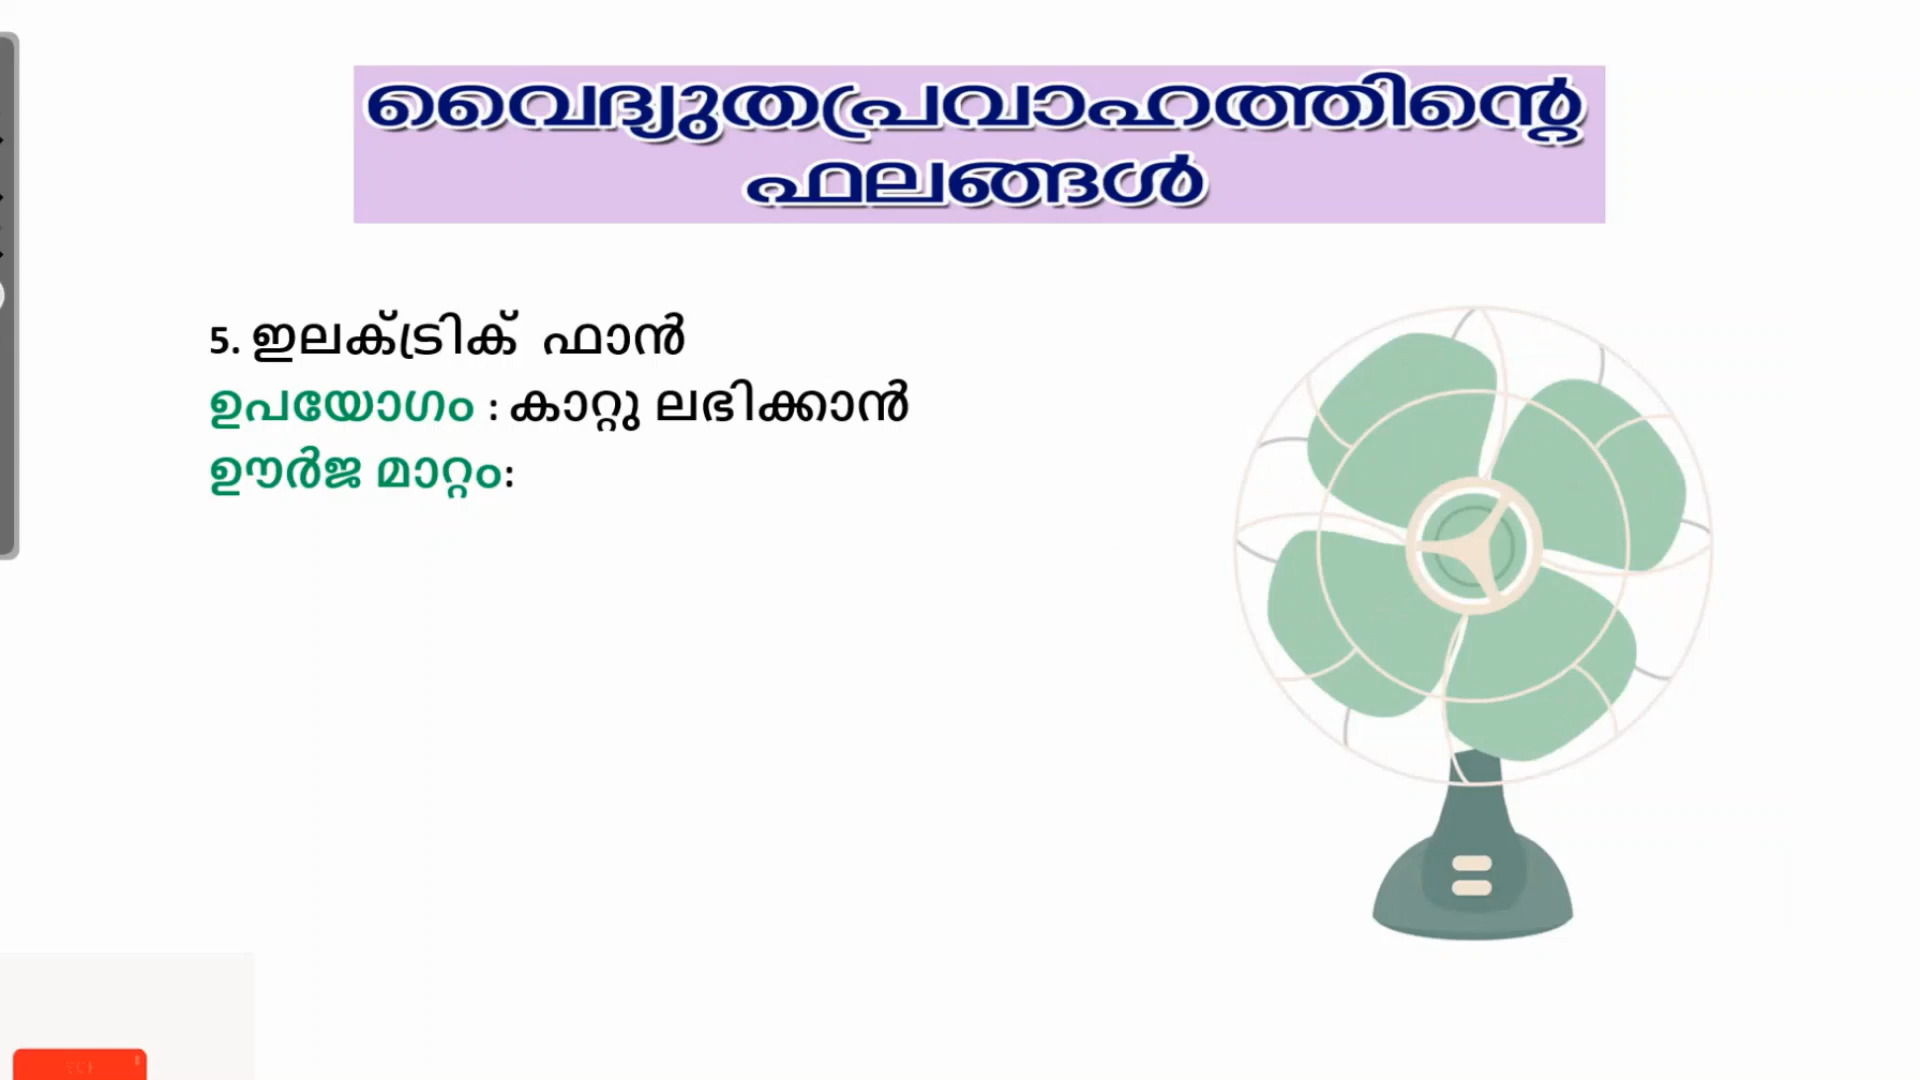 വൈദ്യുതപ്രവാഹത്തിന്റെ
ഫലങ്ങൾ
5. ഇലക്ട്രിക് ഫാൻ
ഉപയോഗം : കാറ്റു ലഭിക്കാൻ
ഊർജ മാറ്റം: